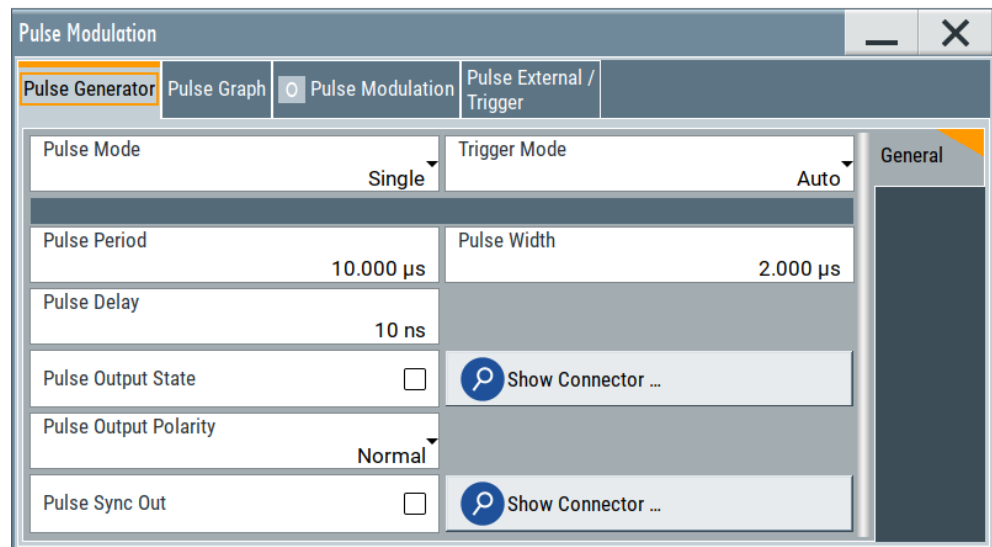 Pulse Modulation
Pulse Generator
Pulse Graph
O Pulse Modulation
Pulse External /
Trigger
Pulse Mode
Single
Trigger Mode
Auto
General
Pulse Period
10.000 µs
Pulse Width
2.000 µs
Pulse Delay
10 ns
Pulse Output State
Show Connector ...
Pulse Output Polarity
Normal
Pulse Sync Out
Show Connector ...